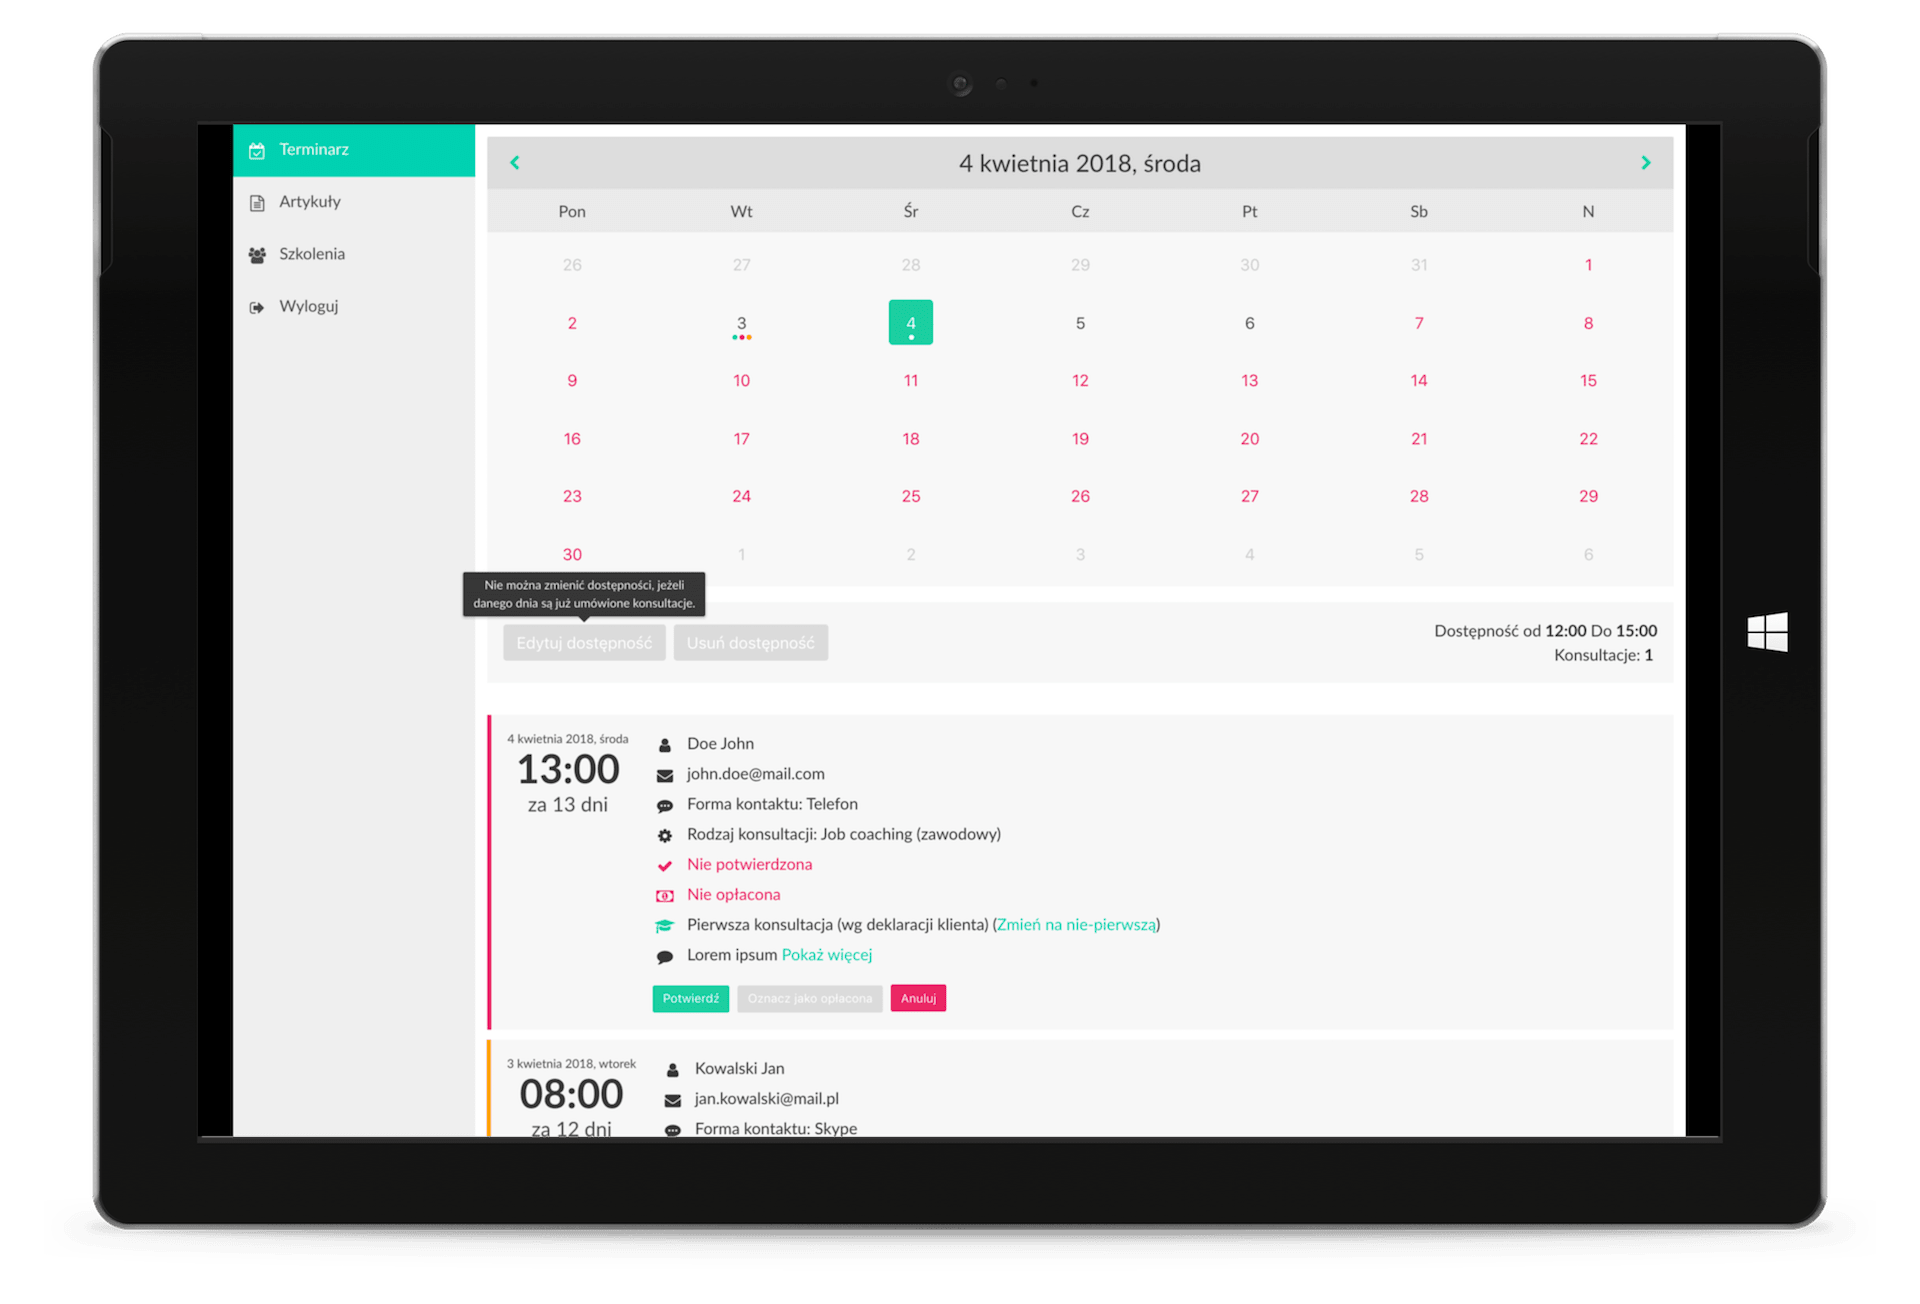 Terminarz
Artykuły
Szkolenia
Wyloguj
4 kwietnia 2018, środa
Pon Wt Śr Cz Pt Sb N
26 27 28 29 30 31 1
2 3 4 5 6 7 8
9 10 11 12 13 14 15
16 17 18 19 20 21 22
23 24 25 26 27 28 29
30 1 2 3 4 5 6
Nie można zmienić dostępności, jeżeli
danego dnia są już umówione konsultacje.
Edytuj dostępność Usuń dostępność
Dostępność od 12:00 Do 15:00
Konsultacje: 1
4 kwietnia 2018, środa
13:00
za 13 dni
Doe John
john.doe@mail.com
Forma kontaktu: Telefon
Rodzaj konsultacji: Job coaching (zawodowy)
Nie potwierdzona
Nie opłacona
Pierwsza konsultacja (wg deklaracji klienta) (Zmień na nie-pierwszą)
Lorem ipsum Pokaż więcej
Potwierdź Oznacz jako opłacona Anuluj
3 kwietnia 2018, wtorek
08:00
za 12 dni
Kowalski Jan
jan.kowalski@mail.pl
Forma kontaktu: Skype